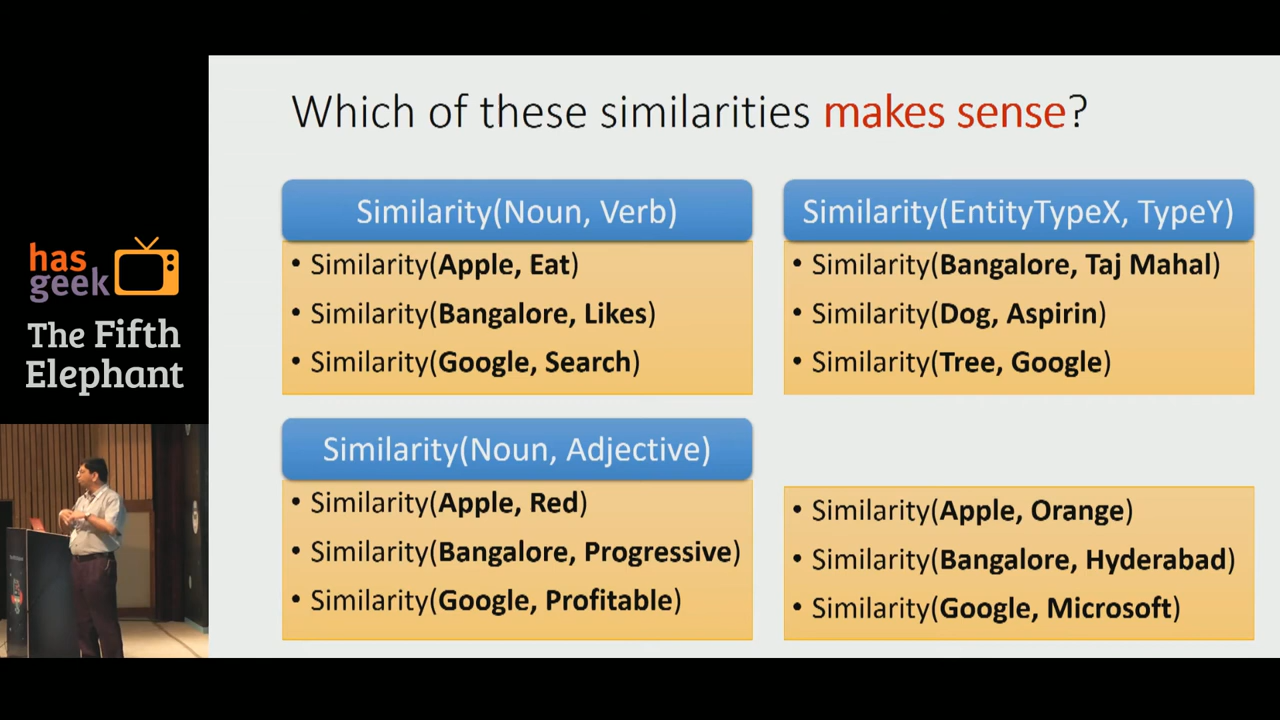 Which of these similarities makes sense?
Similarity(Noun, Verb)
• Similarity(Apple, Eat)
• Similarity(Bangalore, Likes)
• Similarity(Google, Search)
Similarity(EntityTypeX, TypeY)
• Similarity(Bangalore, Taj Mahal)
• Similarity(Dog, Aspirin)
• Similarity(Tree, Google)
Similarity(Noun, Adjective)
• Similarity(Apple, Red)
• Similarity(Bangalore, Progressive)
• Similarity(Google, Profitable)
• Similarity(Apple, Orange)
• Similarity(Bangalore, Hyderabad)
• Similarity(Google, Microsoft)
has
geek
The Fifth
Elephant